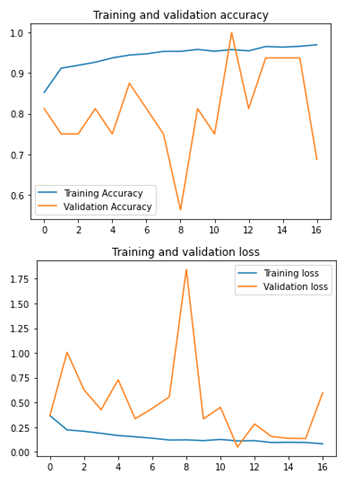 Training and validation accuracy
1.0
0.9
0.8
0.7
0.6
Training Accuracy
Validation Accuracy
0 2 4 6 8 10 12 14 16
Training and validation loss
1.75
1.50
1.25
1.00
0.75
0.50
0.25
0.00
Training loss
Validation loss
0 2 4 6 8 10 12 14 16